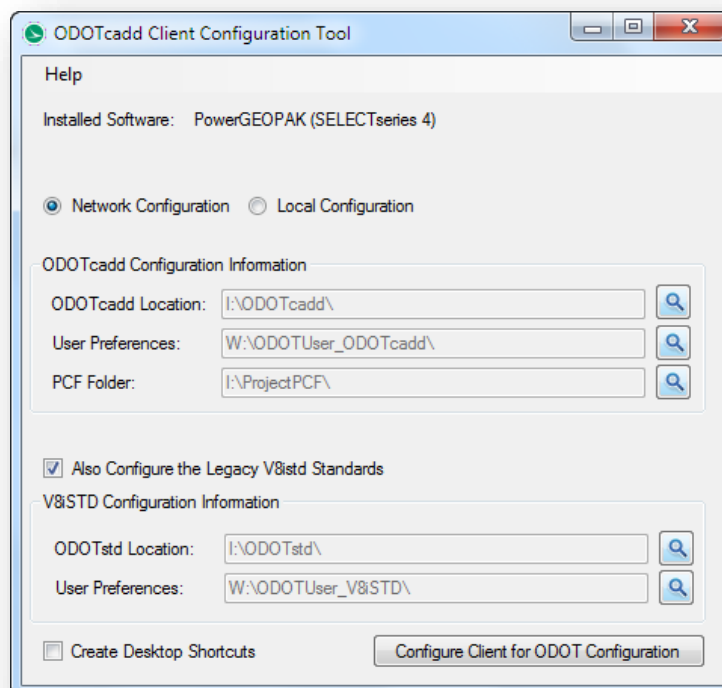 ODOTcadd Client Configuration Tool
Help
Installed Software: PowerGEOPAK (SELECTseries 4)
Network Configuration Local Configuration
ODOTcadd Configuration Information
ODOTcadd Location: I:\ODOTcadd\
User Preferences: W:\ODOTUser_ODOTcadd\
PCF Folder: I:\ProjectPCF\
Also Configure the Legacy V8istd Standards
V8iSTD Configuration Information
ODOTstd Location: I:\ODOTstd\
User Preferences: W:\ODOTUser_V8iSTD\
Create Desktop Shortcuts Configure Client for ODOT Configuration